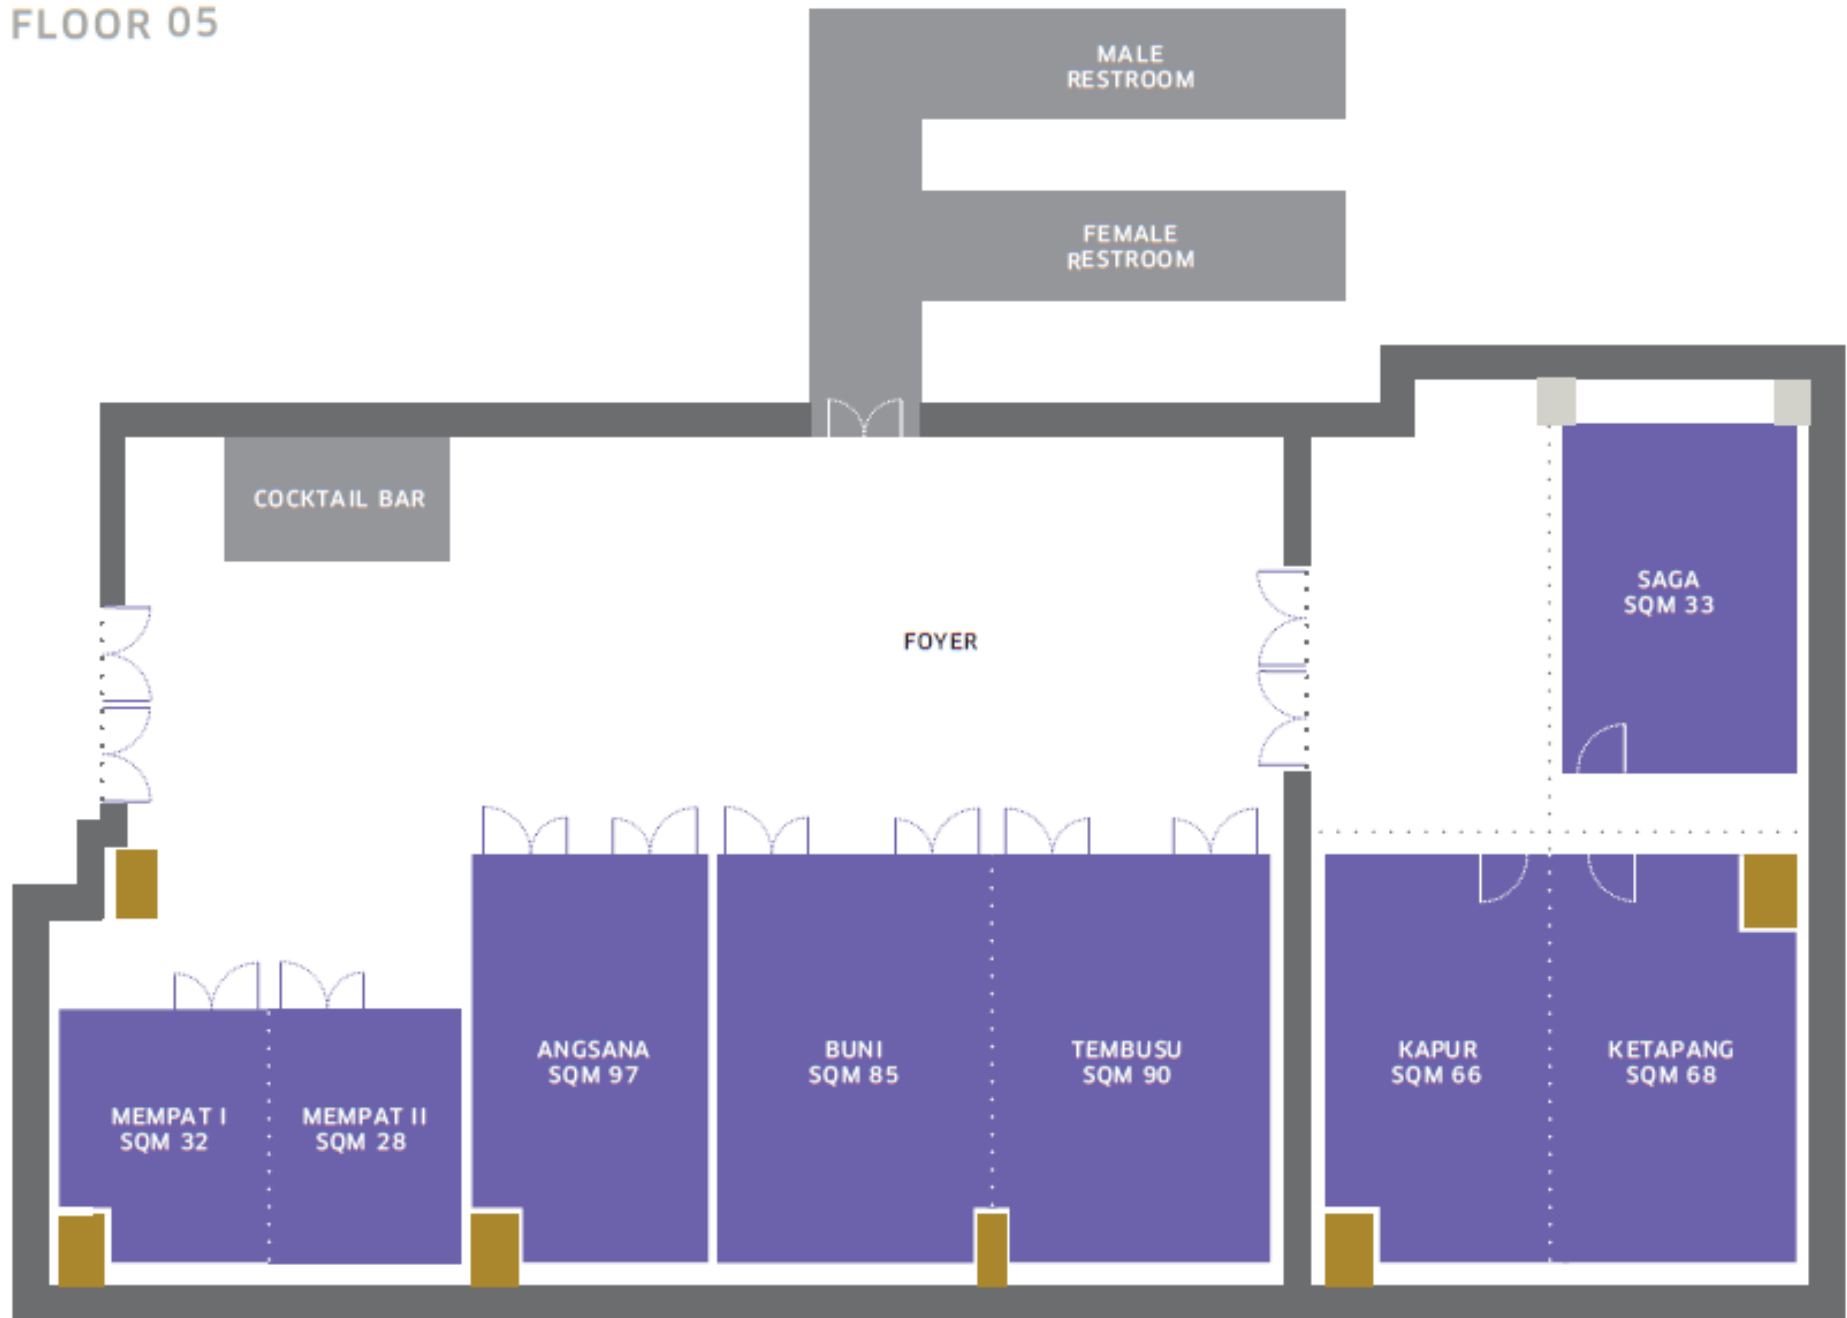 FLOOR 05
MALE
RESTROOM
FEMALE
RESTROOM
COCKTAIL BAR
FOYER
SAGA
SQM 33
MEMPAT I
SQM 32
MEMPAT II
SQM 28
ANGSANA
SQM 97
BUNI
SQM 85
TEMBUSU
SQM 90
KAPUR
SQM 66
KETAPANG
SQM 68